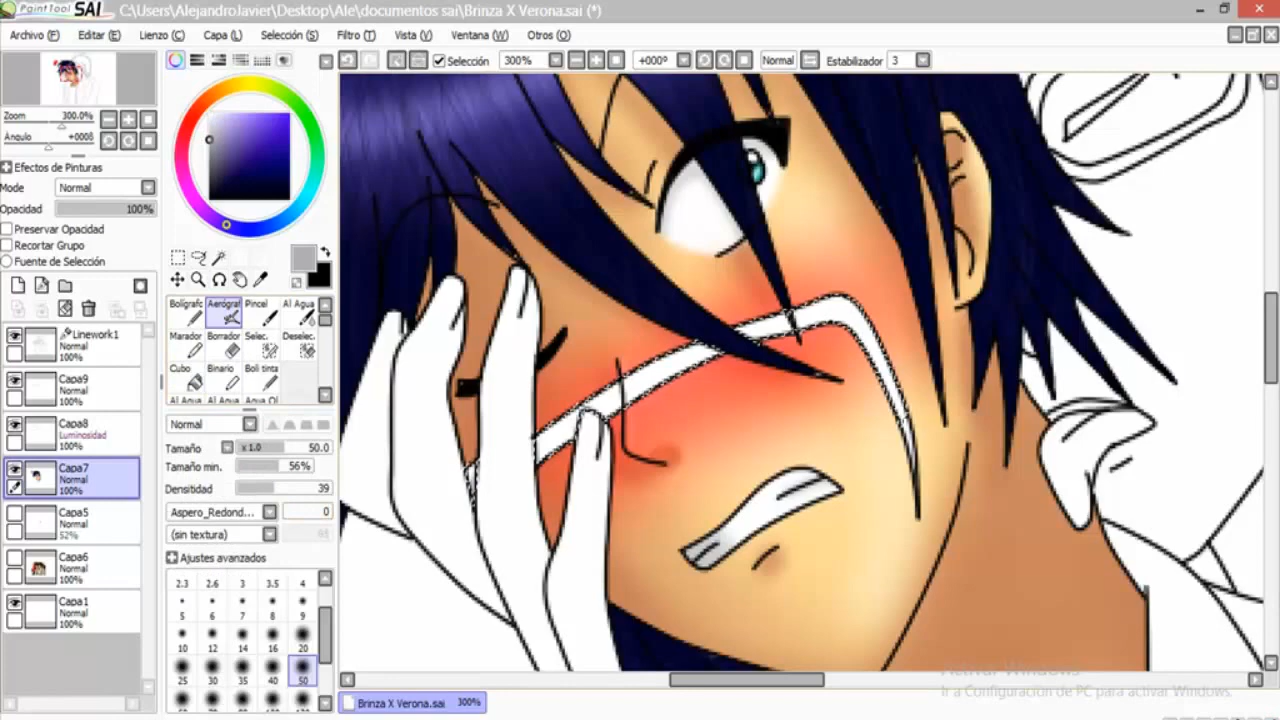 PaintTool SAI C:\Users\AlejandroJavier\Desktop\Ale\documentos sai\Brinza X Verona.sai (*)
Archivo (F) Editar (E) Lienzo (C) Capa (L) Selección (S) Filtro (T) Vista (V) Ventana (W) Otros (O)
Selección 300% +000º Normal Estabilizador 3
Zoom 300.0%
Ángulo
Efectos de Pinturas
Mode Normal
Opacidad 100%
Preservar Opacidad
Recortar Grupo
Fuente de Selección
Linework1
Normal
100%
Capa9
Normal
100%
Capa8
Luminosidad
100%
Capa7
Normal
100%
Capa5
Normal
52%
Capa6
Normal
100%
Capa1
Normal
100%
Pincel Al Agua
Marador Borrador Selec. Deselec.
Cubo Binario Boli tinta
Normal
Tamaño x 1.0 50.0
Tamaño min. 56%
Densitidad 39
Aspero_Redond... 0
(sin textura)
Ajustes avanzados
2.3 2.6 3 3.5 4
5 6 7 8 9
10 12 14 16 20
25 30 35 40 50
Activar Windows
Ir a Configuración de PC para activar Windows.
Brinza X Verona.sai 300%